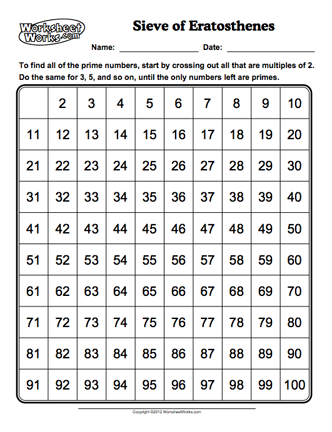 Worksheet
Works.com
Sieve of Eratosthenes
Name: Date:
To find all of the prime numbers, start by crossing out all that are multiples of 2.
Do the same for 3, 5, and so on, until the only numbers left are primes.
2 3 4 5 6 7 8 9 10
11 12 13 14 15 16 17 18 19 20
21 22 23 24 25 26 27 28 29 30
31 32 33 34 35 36 37 38 39 40
41 42 43 44 45 46 47 48 49 50
51 52 53 54 55 56 57 58 59 60
61 62 63 64 65 66 67 68 69 70
71 72 73 74 75 76 77 78 79 80
81 82 83 84 85 86 87 88 89 90
91 92 93 94 95 96 97 98 99 100
Copyright ©2012 WorksheetWorks.com